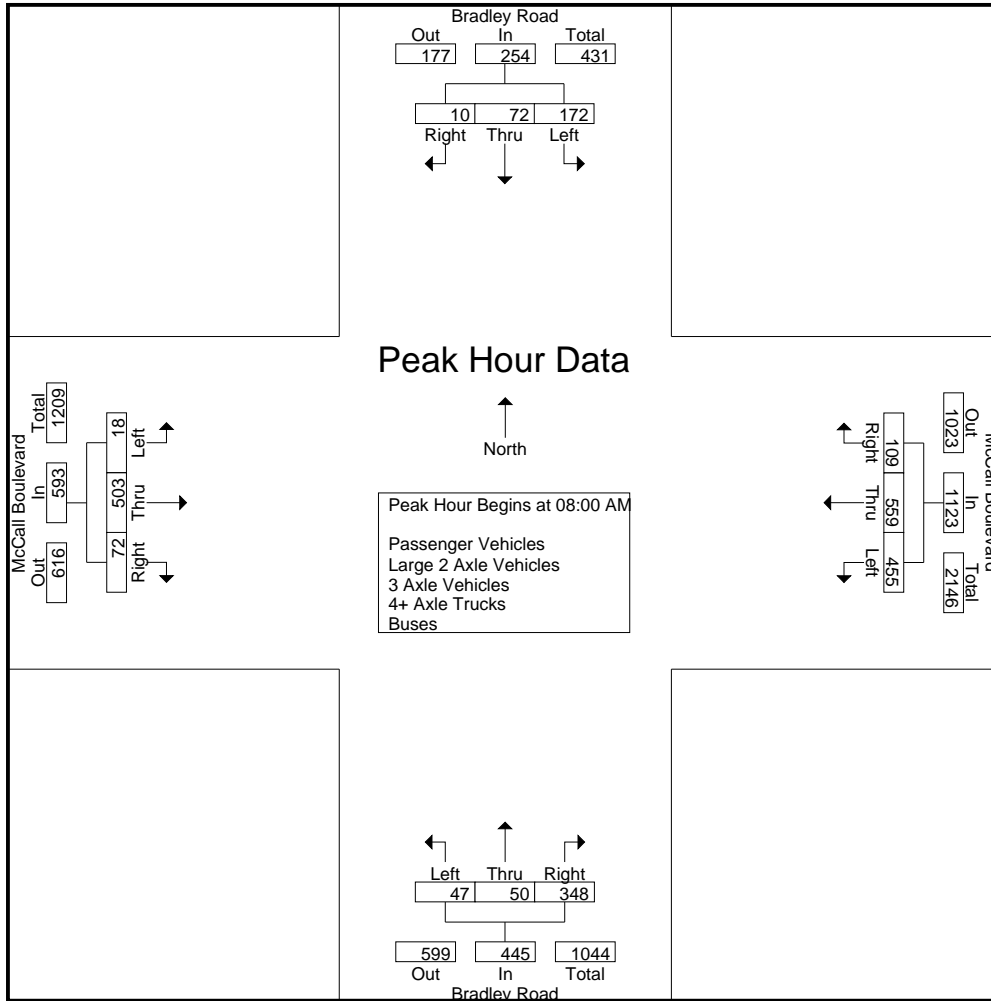 Bradley Road
Out In Total
177 254 431
10 72 172
Right Thru Left
Peak Hour Data
North
Peak Hour Begins at 08:00 AM
Passenger Vehicles
Large 2 Axle Vehicles
3 Axle Vehicles
4+ Axle Trucks
Buses
McCall Boulevard
Out In Total
616 593 1209
72 503 18
Right Thru Left
McCall Boulevard
Out In Total
1023 1123 2146
109 559 455
Right Thru Left
Left Thru Right
47 50 348
599 445 1044
Out In Total
Bradley Road